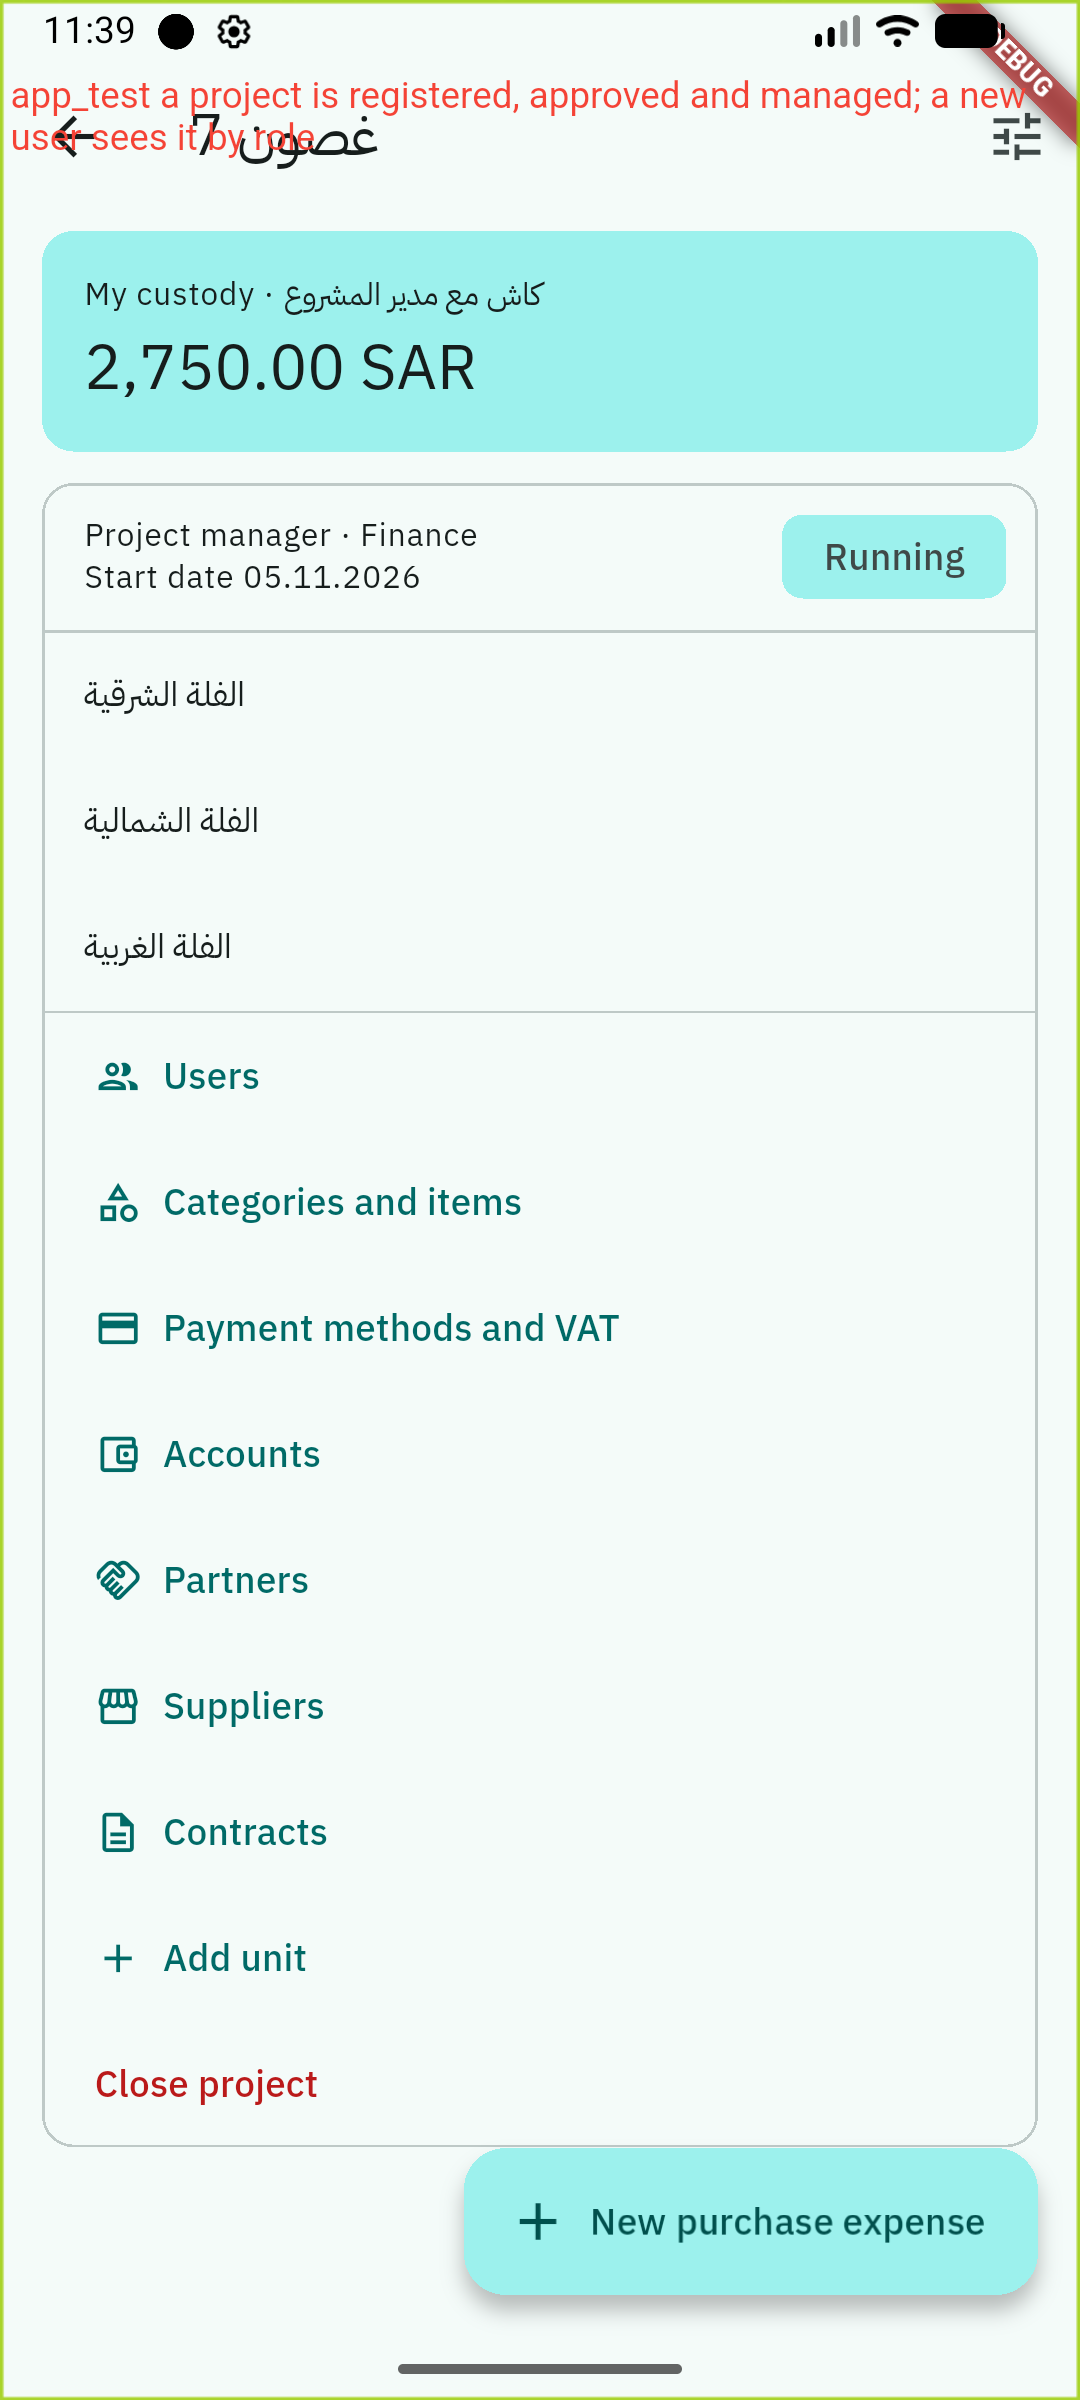 11:39
DEBUG
app_test a project is registered, approved and managed; a new
user sees it by role
غصون 7
My custody · كاش مع مدير المشروع
2,750.00 SAR
Project manager · Finance
Start date 05.11.2026
Running
الفلة الشرقية
الفلة الشمالية
الفلة الغربية
Users
Categories and items
Payment methods and VAT
Accounts
Partners
Suppliers
Contracts
Add unit
Close project
New purchase expense